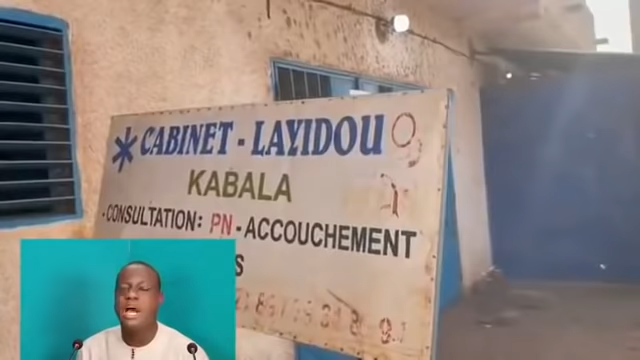 CABINET - LAYIDOU
KABALA
- CONSULTATION: PN - ACCOUCHEMENT
S